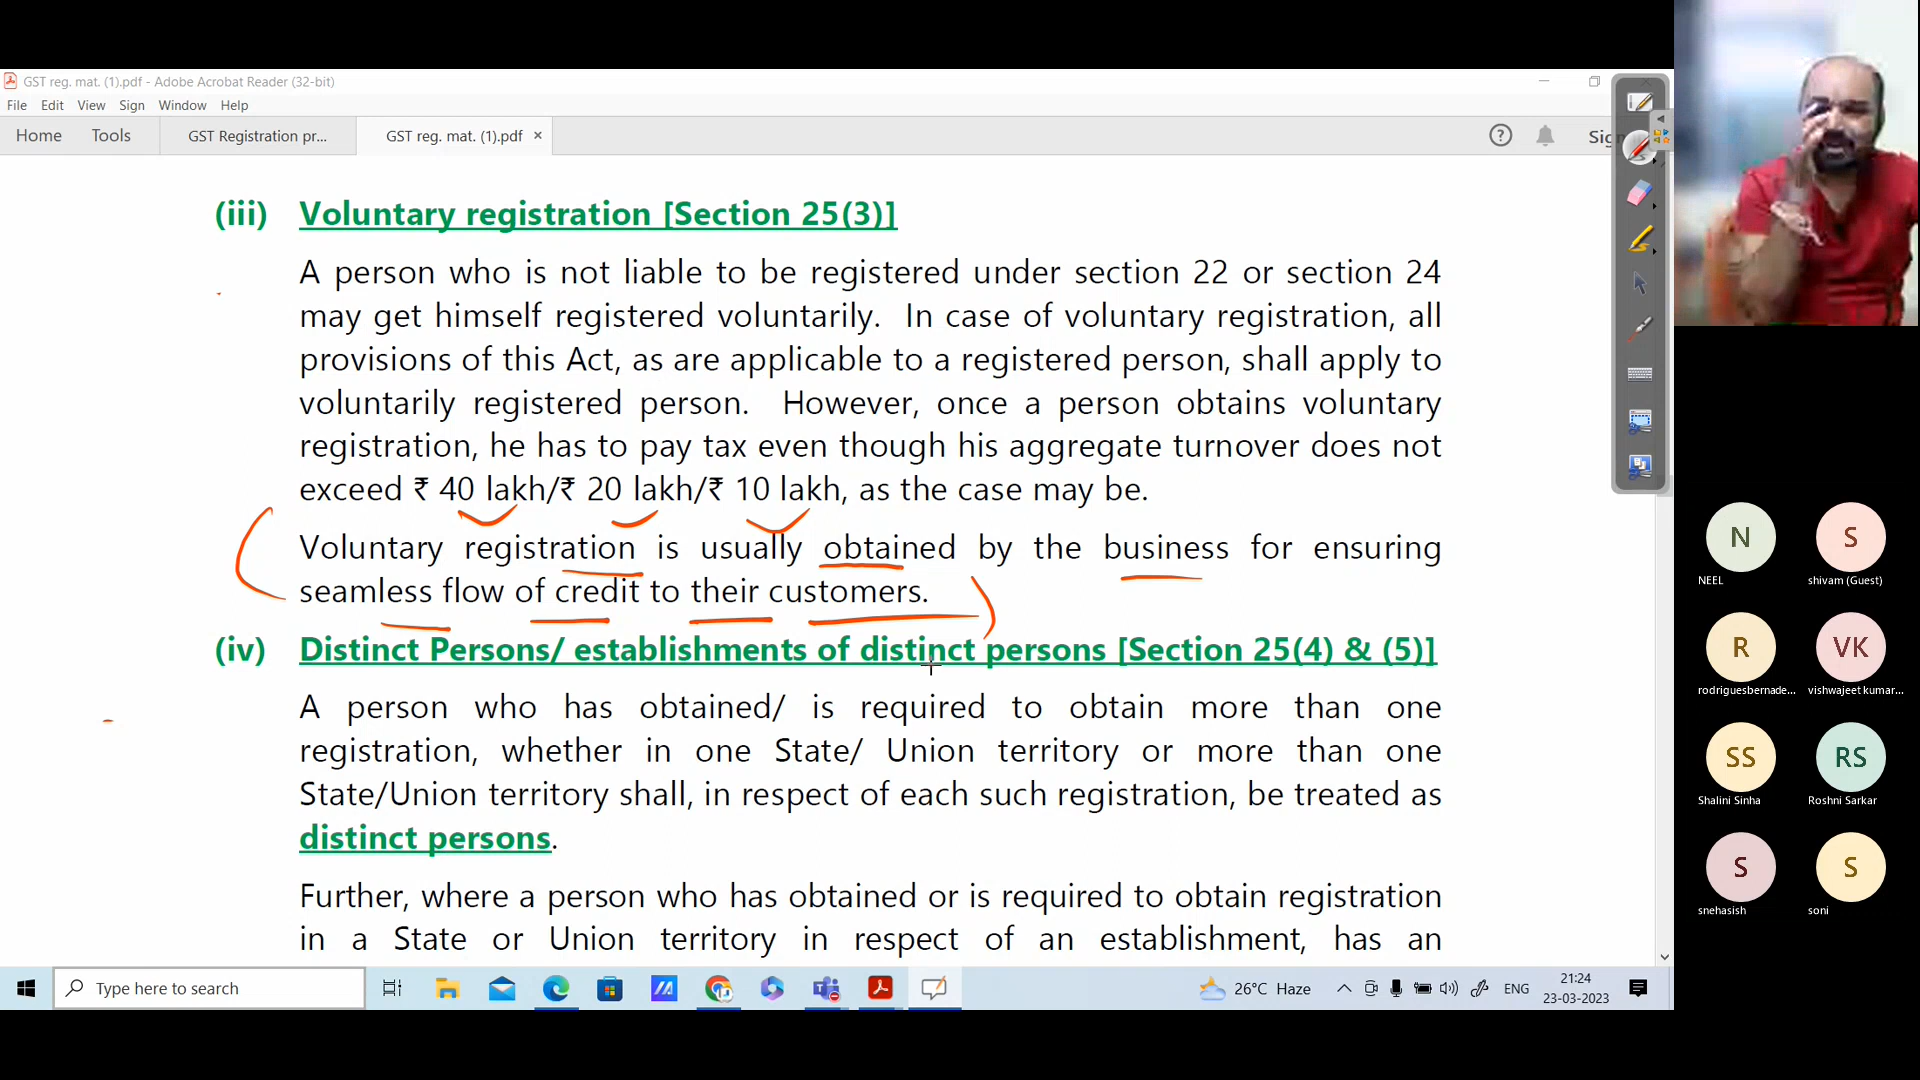 GST reg. mat. (1).pdf - Adobe Acrobat Reader (32-bit)
File Edit View Sign Window Help
Home Tools GST Registration pr... GST reg. mat. (1).pdf × ? Sig
(iii) Voluntary registration [Section 25(3)]
A person who is not liable to be registered under section 22 or section 24
may get himself registered voluntarily. In case of voluntary registration, all
provisions of this Act, as are applicable to a registered person, shall apply to
voluntarily registered person. However, once a person obtains voluntary
registration, he has to pay tax even though his aggregate turnover does not
exceed ₹ 40 lakh/₹ 20 lakh/₹ 10 lakh, as the case may be.
Voluntary registration is usually obtained by the business for ensuring
seamless flow of credit to their customers.
(iv) Distinct Persons/ establishments of distinct persons [Section 25(4) & (5)]
A person who has obtained/ is required to obtain more than one
registration, whether in one State/ Union territory or more than one
State/Union territory shall, in respect of each such registration, be treated as
distinct persons.
Further, where a person who has obtained or is required to obtain registration
in a State or Union territory in respect of an establishment, has an
N S
NEEL shivam (Guest)
R VK
rodriguesbernade... vishwajeet kumar...
SS RS
Shalini Sinha Roshni Sarkar
S S
snehasish soni
Type here to search 26°C Haze ENG 21:24
23-03-2023